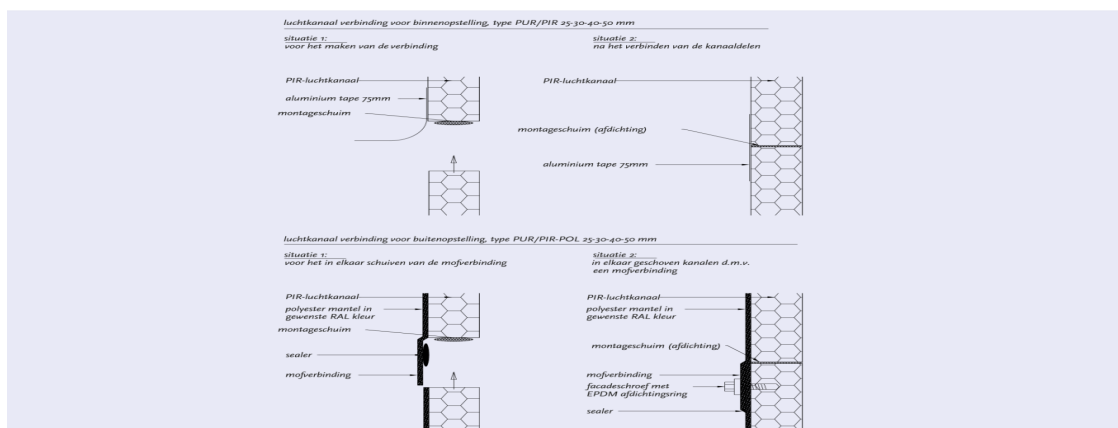 luchtkanaal verbinding voor binnenopstelling, type PUR/PIR 25-30-40-50 mm
situatie 1:
voor het maken van de verbinding
PIR-luchtkanaal
aluminium tape 75mm
montageschuim
situatie 2:
na het verbinden van de kanaaldelen
PIR-luchtkanaal
montageschuim (afdichting)
aluminium tape 75mm
luchtkanaal verbinding voor buitenopstelling, type PUR/PIR-POL 25-30-40-50 mm
situatie 1:
voor het in elkaar schuiven van de mofverbinding
PIR-luchtkanaal
polyester mantel in
gewenste RAL kleur
montageschuim
sealer
mofverbinding
situatie 2:
in elkaar geschoven kanalen d.m.v.
een mofverbinding
PIR-luchtkanaal
polyester mantel in
gewenste RAL kleur
montageschuim (afdichting)
mofverbinding
facadeschroef met
EPDM afdichtingsring
sealer